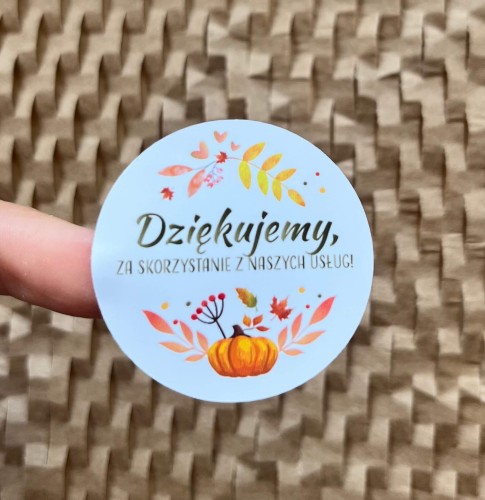 Dziękujemy,
ZA SKORZYSTANIE Z NASZYCH USŁUG!